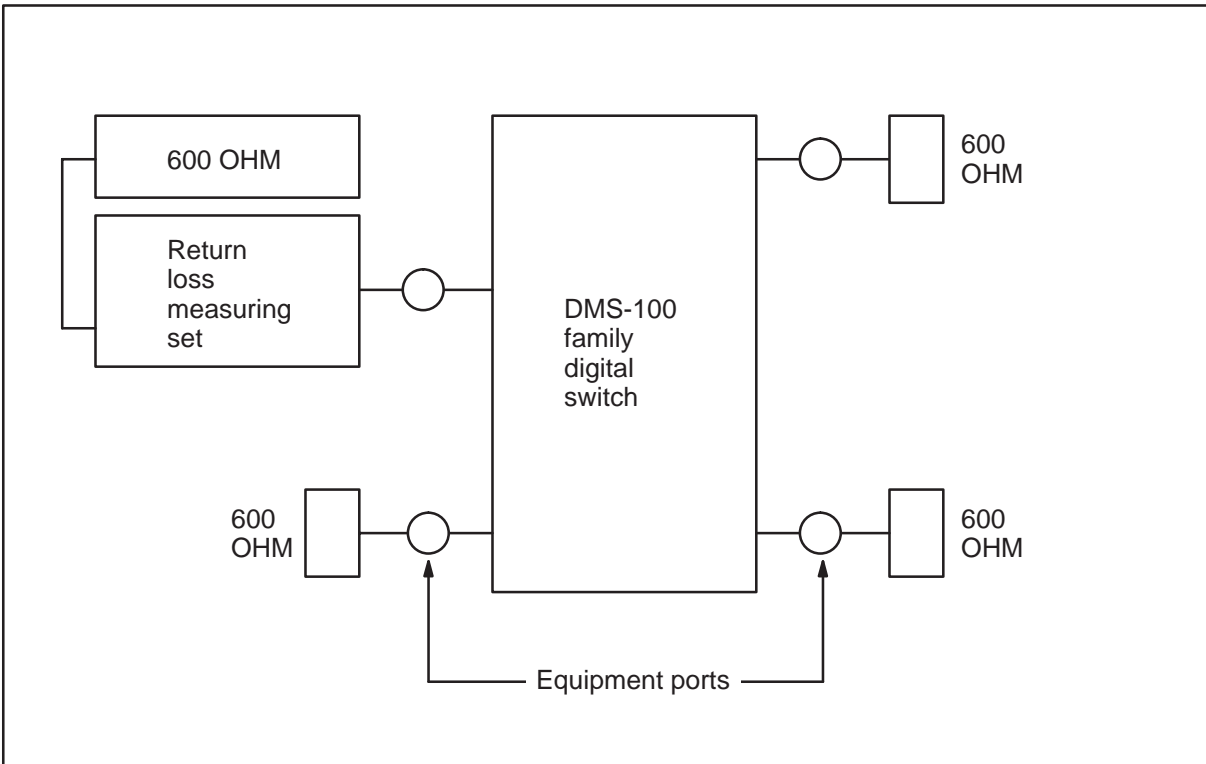 600 OHM
600
OHM
Return
loss
measuring
set
DMS-100
family
digital
switch
600
OHM
600
OHM
Equipment ports